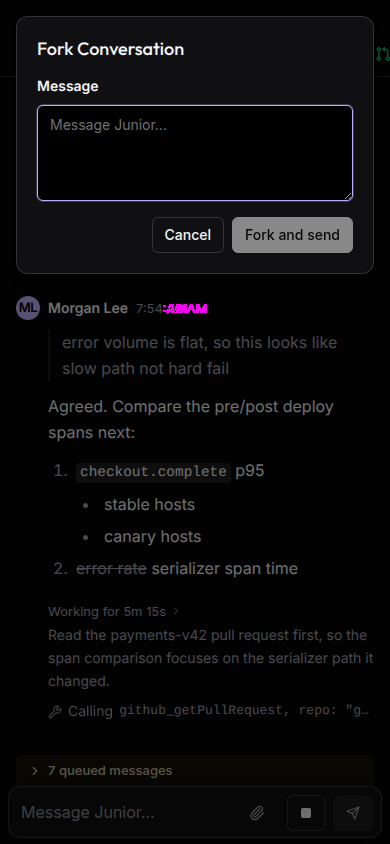 Fork Conversation
Message
Message Junior...
Cancel
Fork and send
ML
Morgan Lee
error volume is flat, so this looks like
slow path not hard fail
Agreed. Compare the pre/post deploy
spans next:
1. checkout.complete p95
• stable hosts
• canary hosts
2. error rate serializer span time
Working for 5m 15s
Read the payments-v42 pull request first, so the
span comparison focuses on the serializer path it
changed.
Calling github_getPullRequest, repo: "g…
7 queued messages
Message Junior...